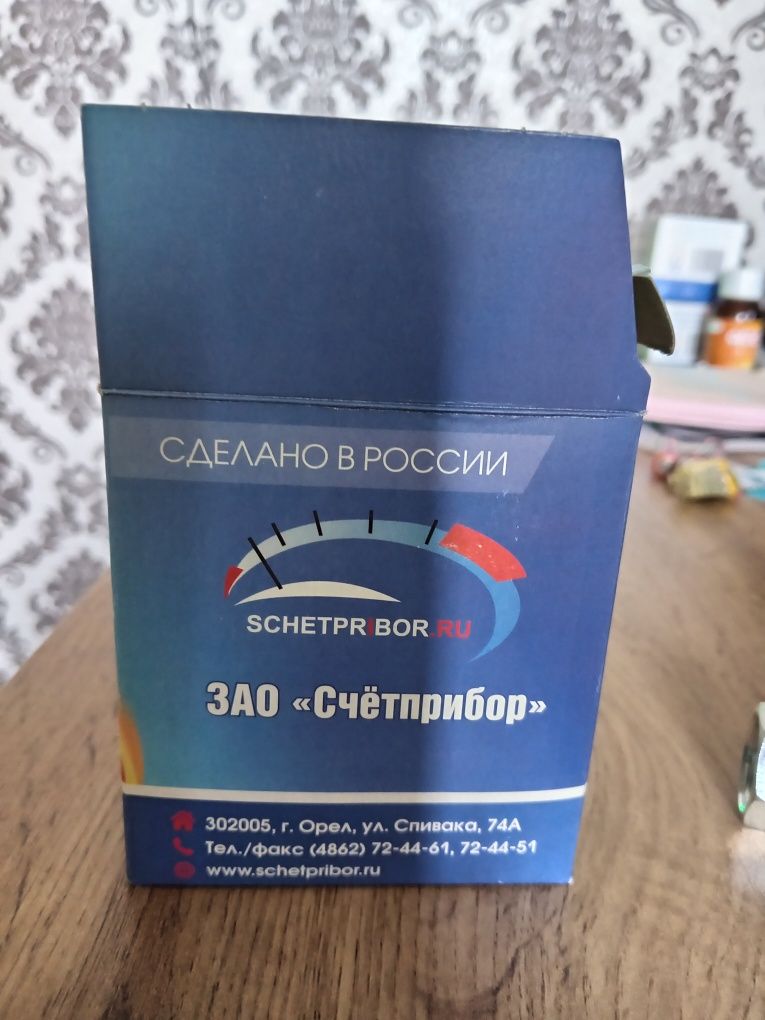 СДЕЛАНО В РОССИИ
SCHETPRIBOR.RU
ЗАО «Счётприбор»
302005, г. Орел, ул. Спивака, 74А
Тел./факс (4862) 72-44-61, 72-44-51
www.schetpribor.ru